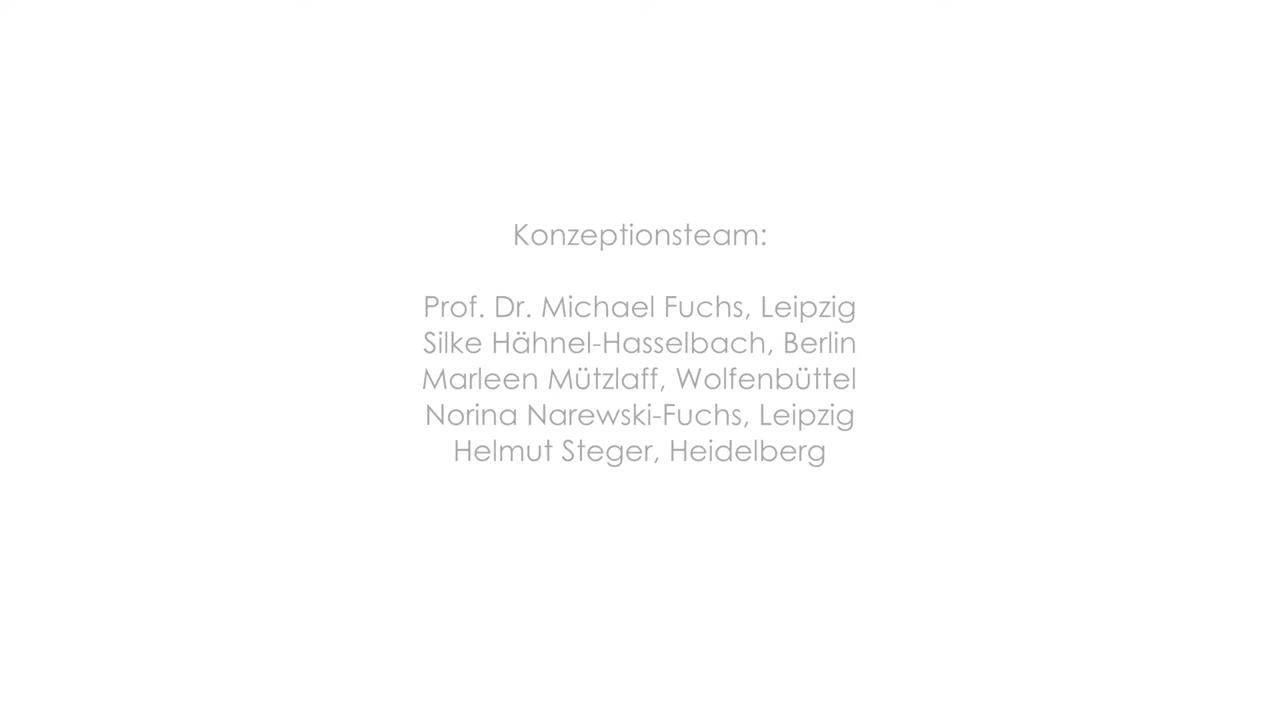 Konzeptionsteam:
Prof. Dr. Michael Fuchs, Leipzig
Silke Hähnel-Hasselbach, Berlin
Marleen Mützlaff, Wolfenbüttel
Norina Narewski-Fuchs, Leipzig
Helmut Steger, Heidelberg